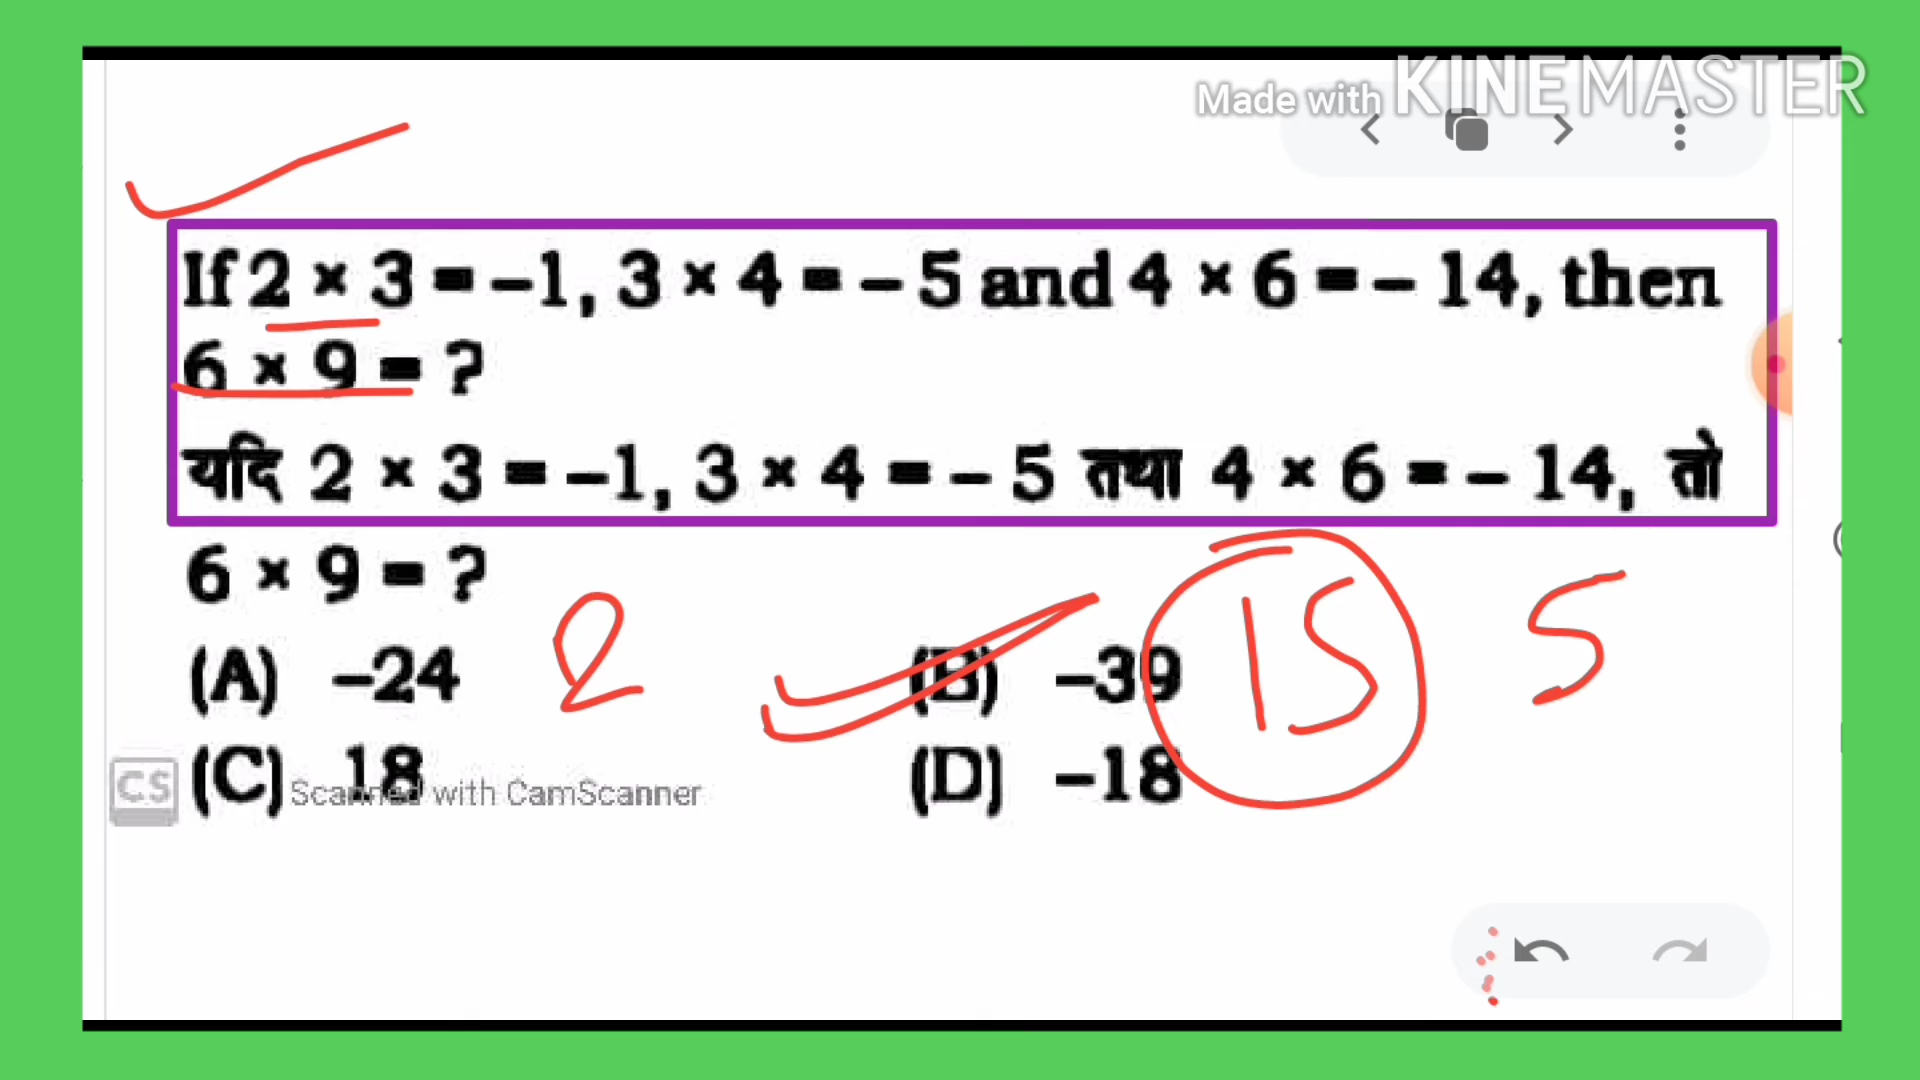 Made with KINEMASTER
If 2 × 3 = –1, 3 × 4 = – 5 and 4 × 6 = – 14, then
6 × 9 = ?
यदि 2 × 3 = –1, 3 × 4 = – 5 तथा 4 × 6 = – 14, तो
6 × 9 = ?
2 15 5
(A) –24 (B) –39
(C) 18 (D) –18
CS Scanned with CamScanner